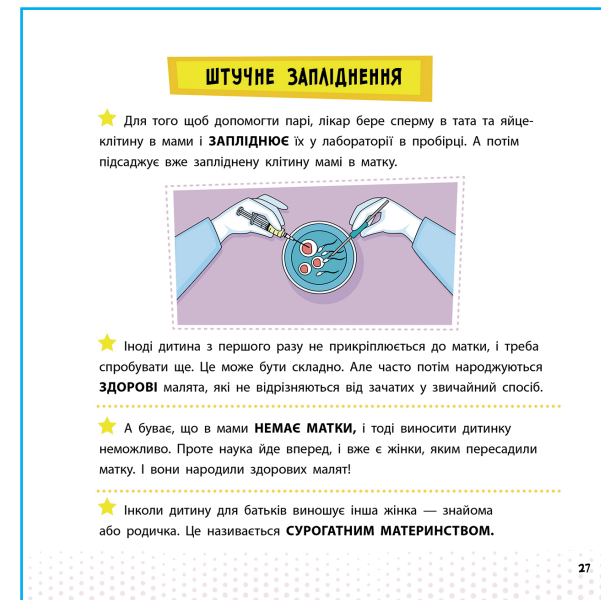 ШТУЧНЕ ЗАПЛІДНЕННЯ
Для того щоб допомогти парі, лікар бере сперму в тата та яйце-
клітину в мами і ЗАПЛІДНЮЄ їх у лабораторії в пробірці. А потім
підсаджує вже запліднену клітину мамі в матку.
Іноді дитина з першого разу не прикріплюється до матки, і треба
спробувати ще. Це може бути складно. Але часто потім народжуються
ЗДОРОВІ малята, які не відрізняються від зачатих у звичайний спосіб.
А буває, що в мами НЕМАЄ МАТКИ, і тоді виносити дитинку
неможливо. Проте наука йде вперед, і вже є жінки, яким пересадили
матку. І вони народили здорових малят!
Інколи дитину для батьків виношує інша жінка — знайома
або родичка. Це називається СУРОГАТНИМ МАТЕРИНСТВОМ.
27